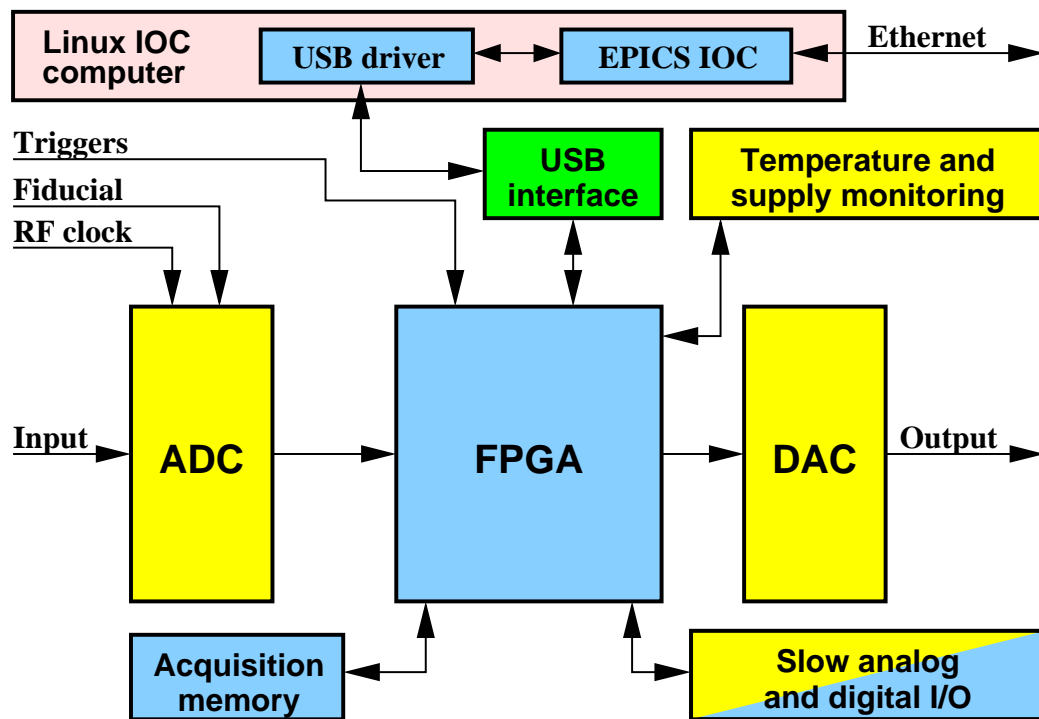 Linux IOC
computer
USB driver
EPICS IOC
Ethernet
Triggers
Fiducial
RF clock
USB
interface
Temperature and
supply monitoring
Input
ADC
FPGA
DAC
Output
Acquisition
memory
Slow analog
and digital I/O